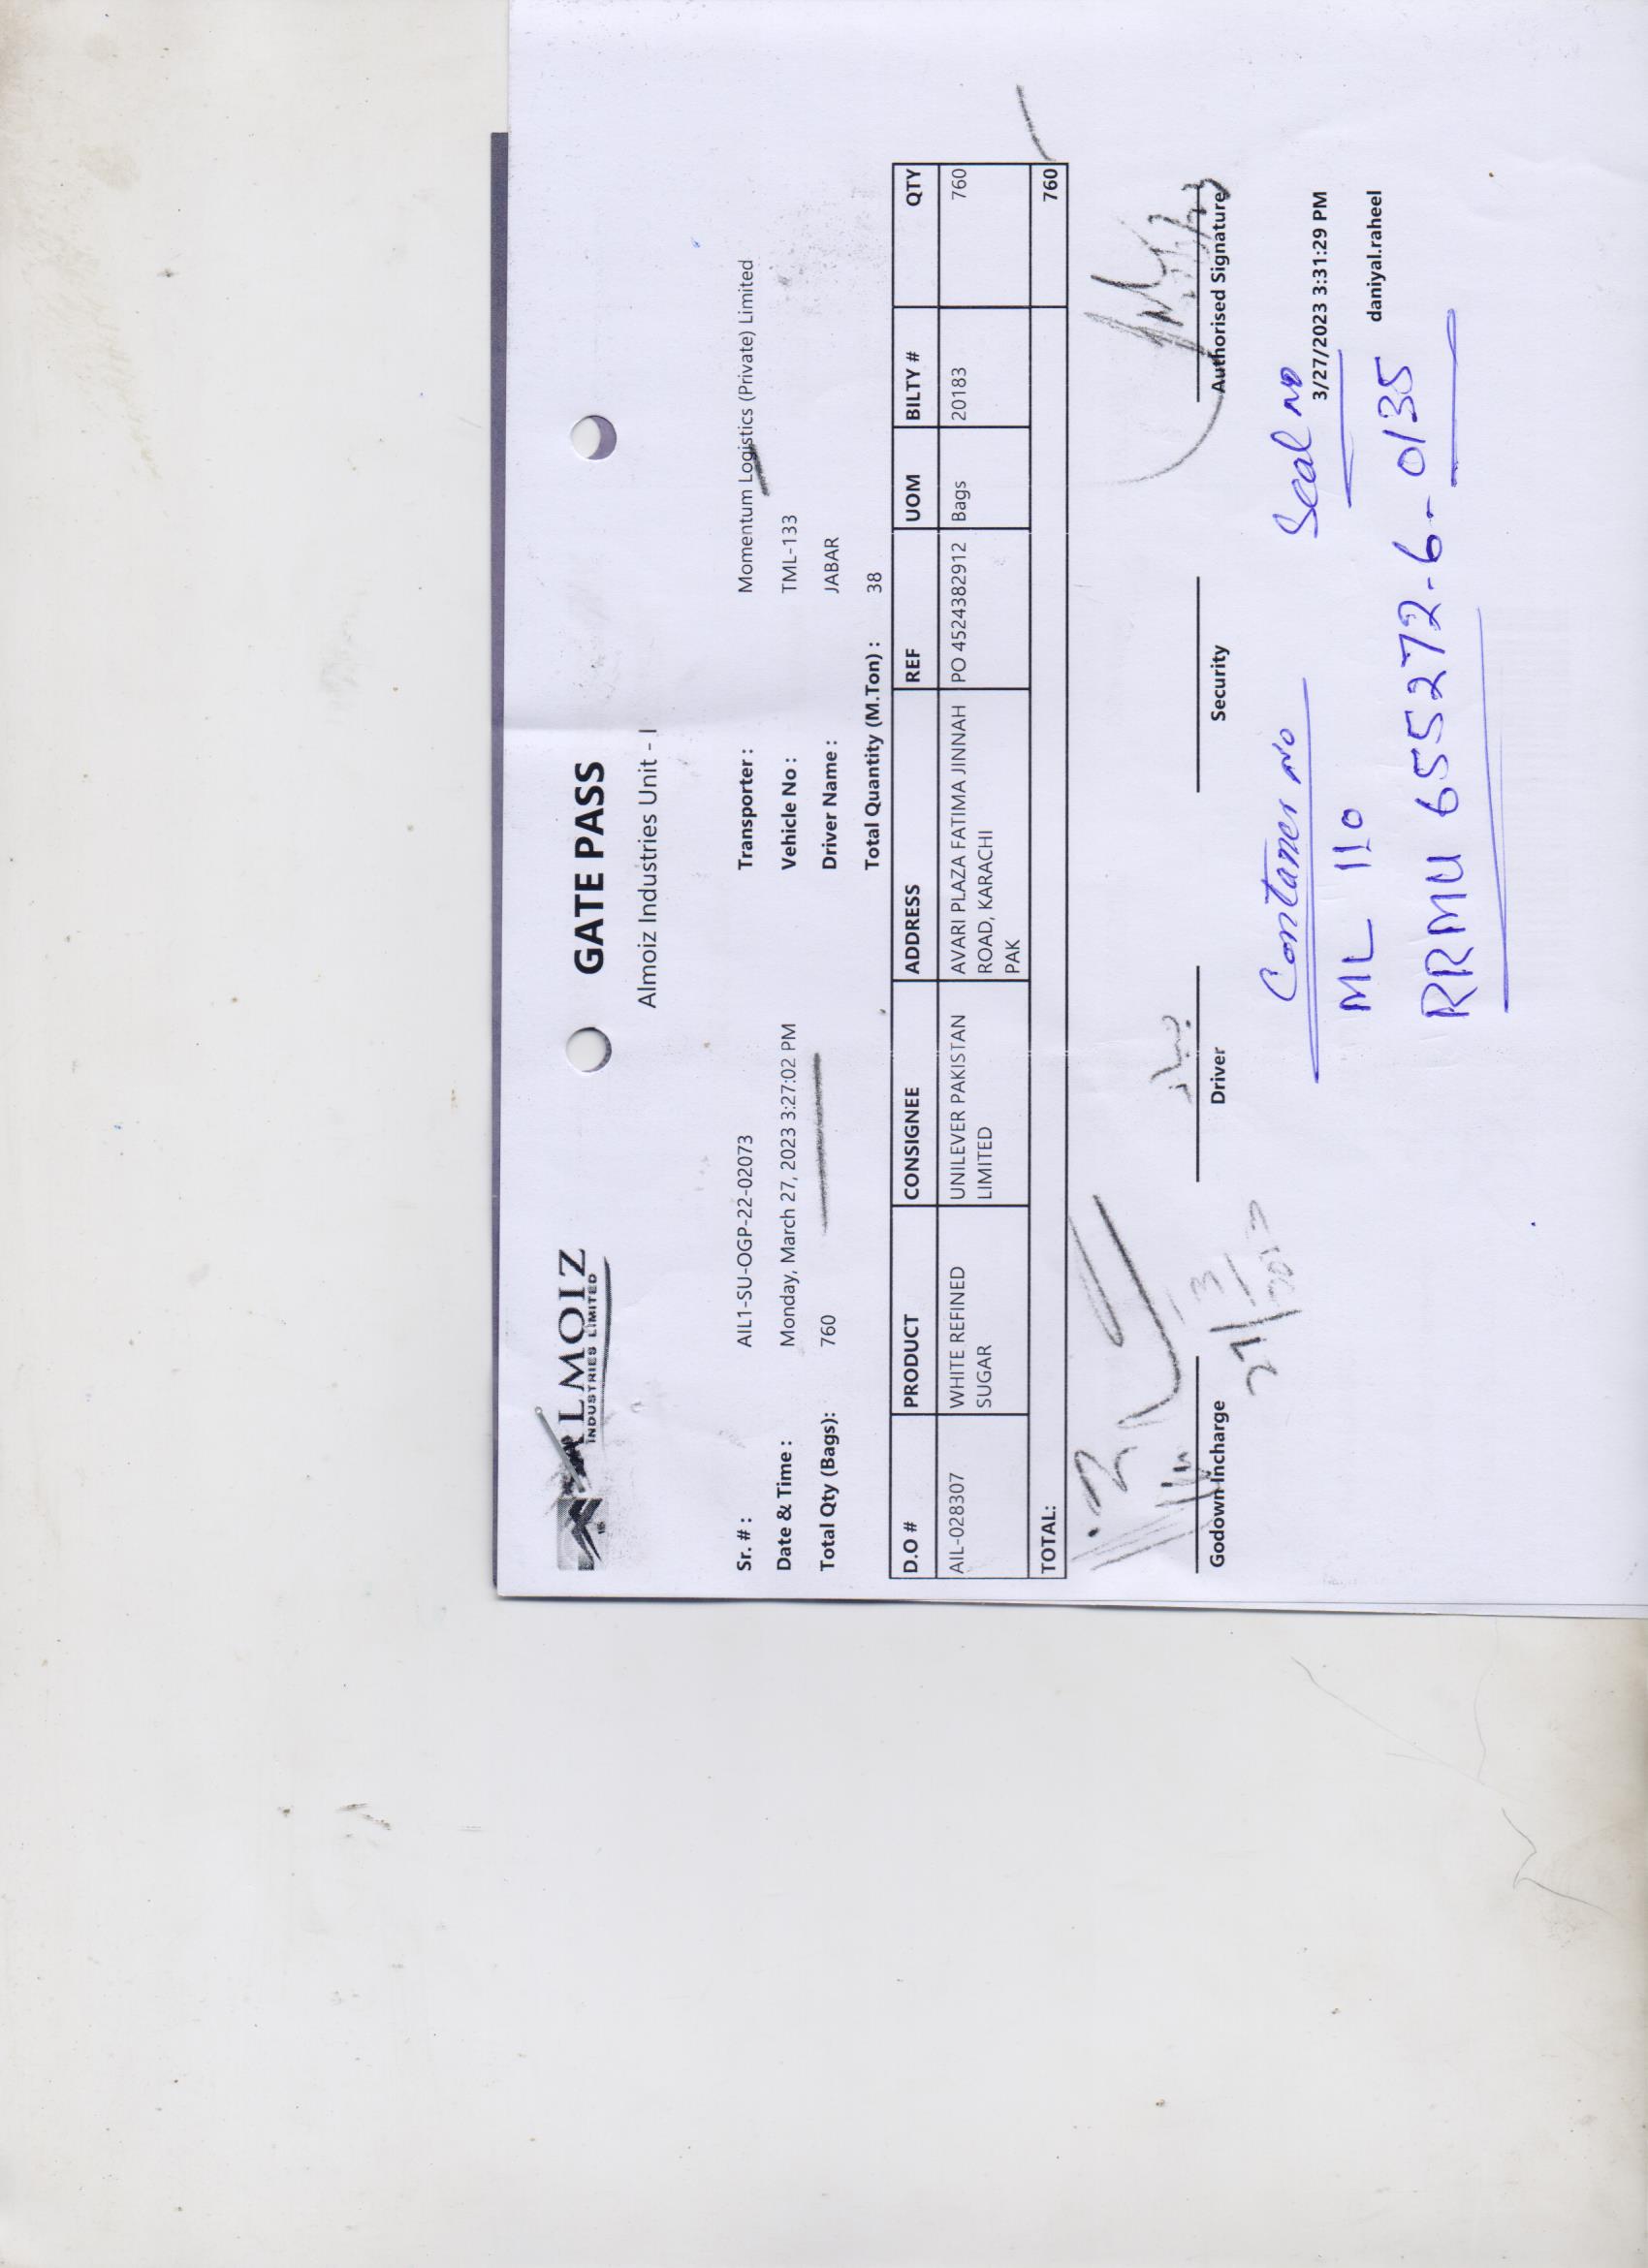 ALMOIZ
INDUSTRIES LIMITED
GATE PASS
Almoiz Industries Unit - I
Sr. # : AIL1-SU-OGP-22-02073 Transporter : Momentum Logistics (Private) Limited
Date & Time : Monday, March 27, 2023 3:27:02 PM Vehicle No : TML-133
Total Qty (Bags): 760 Driver Name : JABAR
Total Quantity (M.Ton) : 38
D.O # PRODUCT CONSIGNEE ADDRESS REF UOM BILTY # QTY
AIL-028307 WHITE REFINED UNILEVER PAKISTAN AVARI PLAZA FATIMA JINNAH PO 4524382912 Bags 20183 760
SUGAR LIMITED ROAD, KARACHI
PAK
TOTAL: 760
Godown Incharge Driver Security Authorised Signature
27/3/2023
Contaner No Seal No
3/27/2023 3:31:29 PM
ML 110
daniyal.raheel
RRMU 655272-6- 0135